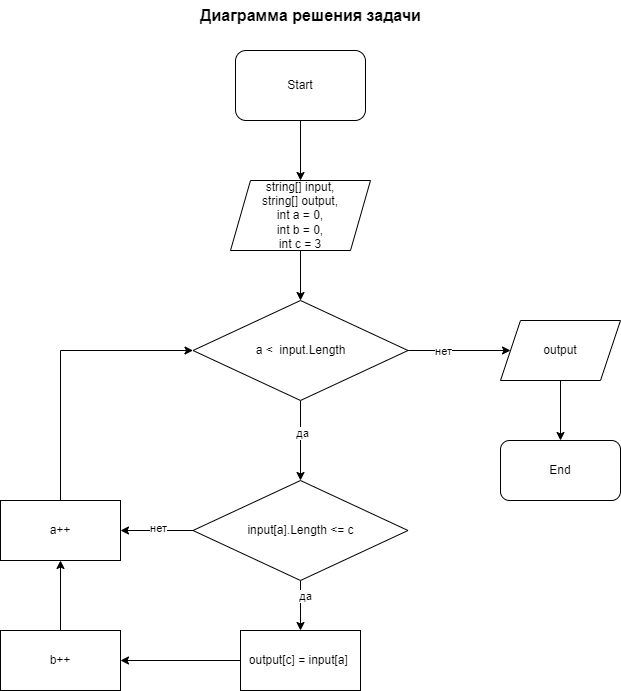 Диаграмма решения задачи
Start
string[] input,
string[] output,
int a = 0,
int b = 0,
int c = 3
a < input.Length
нет
output
да
End
input[a].Length <= c
нет
a++
да
output[c] = input[a]
b++